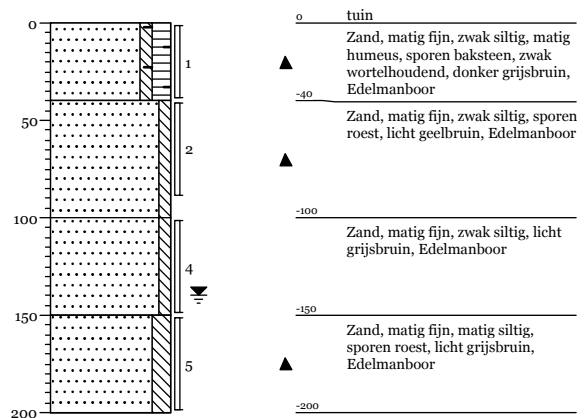 0
50
100
150
200
1
2
4
5
0
tuin
Zand, matig fijn, zwak siltig, matig
humeus, sporen baksteen, zwak
wortelhoudend, donker grijsbruin,
Edelmanboor
-40
Zand, matig fijn, zwak siltig, sporen
roest, licht geelbruin, Edelmanboor
-100
Zand, matig fijn, zwak siltig, licht
grijsbruin, Edelmanboor
-150
Zand, matig fijn, matig siltig,
sporen roest, licht grijsbruin,
Edelmanboor
-200